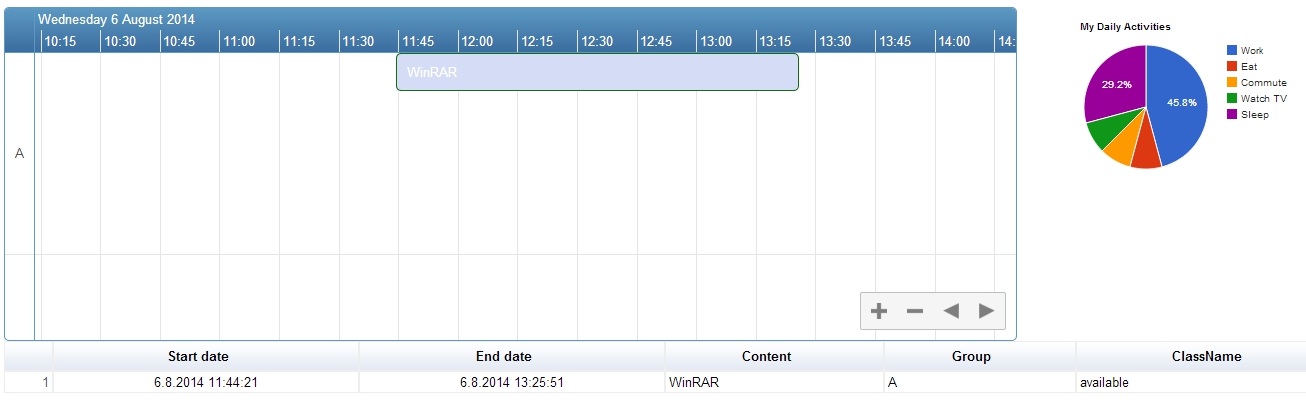 Wednesday 6 August 2014
10:15 10:30 10:45 11:00 11:15 11:30 11:45 12:00 12:15 12:30 12:45 13:00 13:15 13:30 13:45 14:00 14:
WinRAR
A
My Daily Activities
29.2%
45.8%
Work
Eat
Commute
Watch TV
Sleep
Start date End date Content Group ClassName
1 6.8.2014 11:44:21 6.8.2014 13:25:51 WinRAR A available